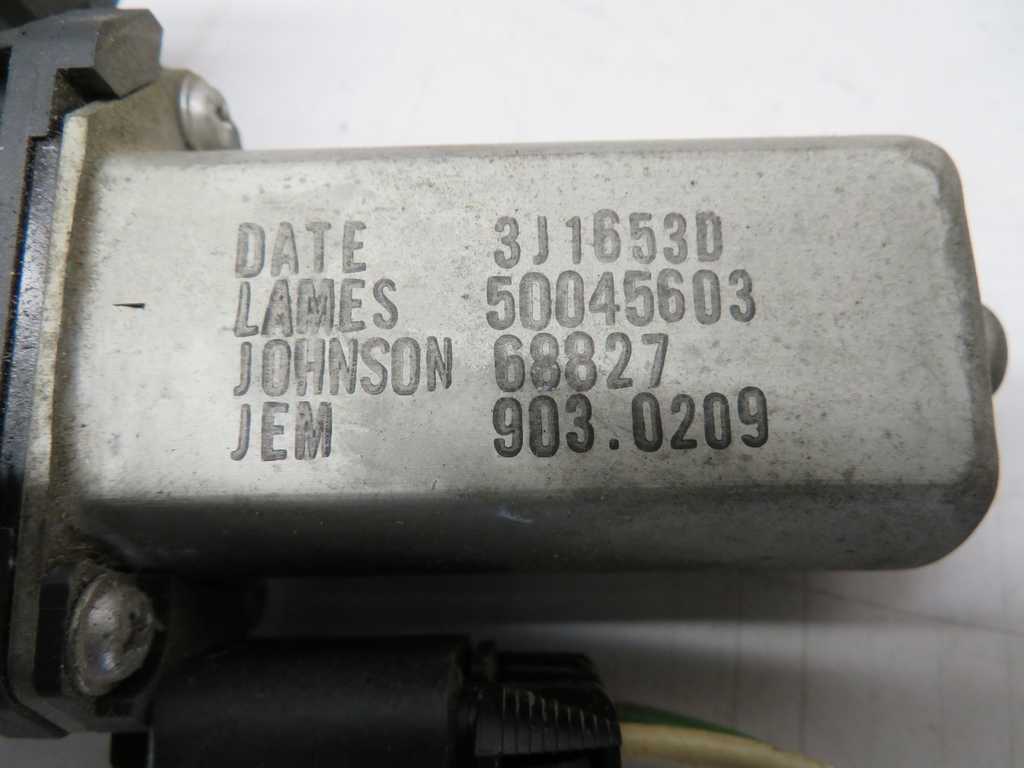 DATE 3J1653D
LAMES 50045603
JOHNSON 68827
JEM 903.0209